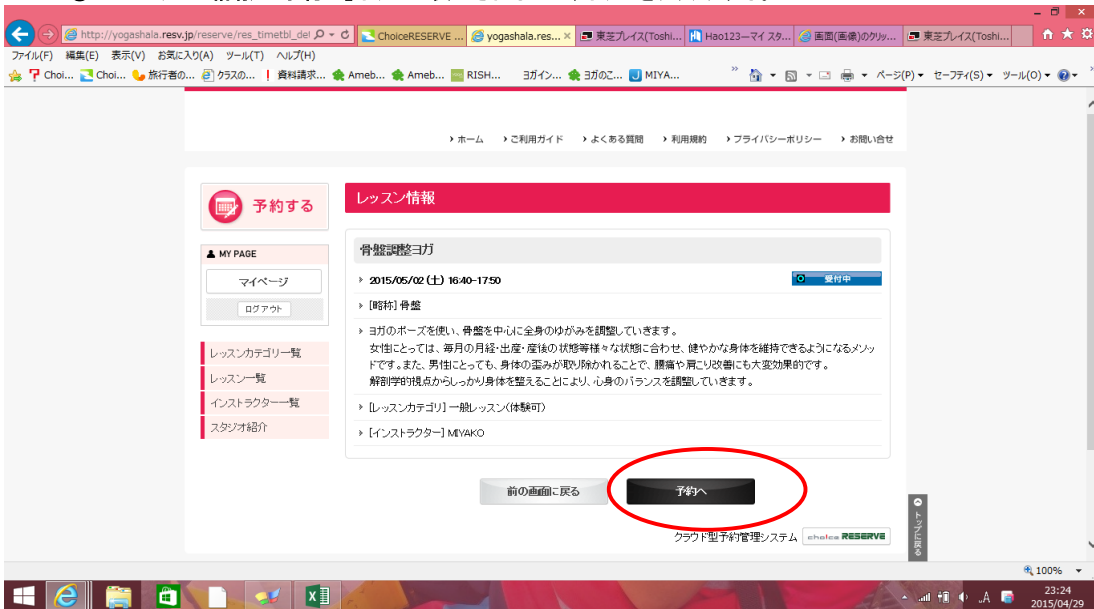 http://yogashala.resv.jp/reserve/res_timetbl_del
ChoiceRESERVE ...
yogashala.res...
東芝プレイス(Toshi...
Hao123ーマイ スタ...
画面(画像)のクリッ...
東芝プレイス(Toshi...
ファイル(F) 編集(E) 表示(V) お気に入り(A) ツール(T) ヘルプ(H)
Choi... Choi... 旅行者の... クラスの... 資料請求... Ameb... Ameb... RISH... ヨガイン... ヨガのご... MIYA...
ページ(P) セーフティ(S) ツール(O)
ホーム ご利用ガイド よくある質問 利用規約 プライバシーポリシー お問い合せ
予約する
レッスン情報
MY PAGE
マイページ
ログアウト
レッスンカテゴリ一覧
レッスン一覧
インストラクター一覧
スタジオ紹介
骨盤調整ヨガ
2015/05/02 (土) 16:40-17:50
受付中
[略称] 骨盤
ヨガのポーズを使い、骨盤を中心に全身のゆがみを調整していきます。
女性にとっては、毎月の月経・出産・産後の状態等様々な状態に合わせ、健やかな身体を維持できるようになるメソッ
ドです。また、男性にとっても、身体の歪みが取り除かれることで、腰痛や肩こり改善にも大変効果的です。
解剖学的視点からしっかり身体を整えることにより、心身のバランスを調整していきます。
[レッスンカテゴリ] 一般レッスン(体験可)
[インストラクター] MIYAKO
前の画面に戻る
予約へ
トップに戻る
クラウド型予約管理システム
choice RESERVE
100%
A
23:24
2015/04/29